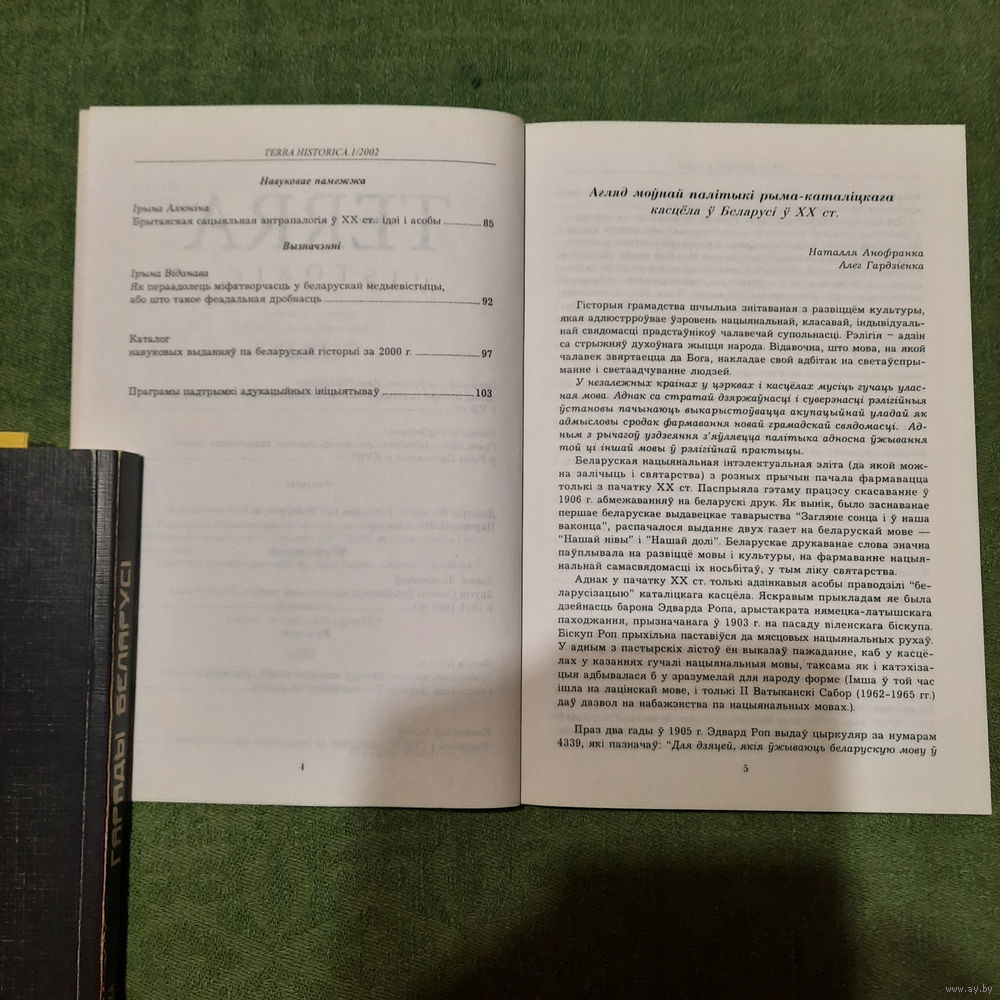 TERRA HISTORICA. 1/2002
Навуковае памежжа
Ірына Алюніна
Брытанская сацыяльная антрапалогія ў XX ст.: ідэі і асобы 85
Вызначэнні
Ірына Віданава
Як пераадолець міфатворчасць у беларускай медыевістыцы,
або што такое феадальная дробнасць 92
Каталог
навуковых выданняў па беларускай гісторыі за 2000 г. 97
Праграмы падтрымкі адукацыйных ініцыятываў 103
4
Агляд моўнай палітыкі рыма-каталіцкага
касцёла ў Беларусі ў XX ст.
Наталля Анофранка
Алег Гардзіенка
Гісторыя грамадства шчыльна знітаваная з развіццём культуры,
якая адлюстрроўвае ўзровень нацыянальнай, класавай, індывідуаль-
най свядомасці прадстаўнікоў чалавечай супольнасці. Рэлігія – адзін
са стрыжняў духоўнага жыцця народа. Відавочна, што мова, на якой
чалавек звяртаецца да Бога, накладае свой адбітак на светаўспры-
манне і светаадчуванне людзей.
У незалежных краінах у цэрквах і касцёлах мусіць гучаць улас-
ная мова. Аднак са стратай дзяржаўнасці і суверэнасці рэлігійныя
ўстановы пачынаюць выкарыстоўвацца акупацыйнай уладай як
адмысловы сродак фармавання новай грамадскай свядомасці. Ад-
ным з рычагоў уздзеяння з'яўляецца палітыка адносна ўжывання
той ці іншай мовы ў рэлігійнай практыцы.
Беларуская нацыянальная інтэлектуальная эліта (да якой мож-
на залічыць і святарства) з розных прычын пачала фармавацца
толькі з пачатку XX ст. Паспрыяла гэтаму працэсу скасаванне ў
1906 г. абмежаванняў на беларускі друк. Як вынік, было заснаванае
першае беларускае выдавецкае таварыства “Загляне сонца і ў наша
ваконца”, распачалося выданне двух газет на беларускай мове —
“Нашай нівы” і “Нашай долі”. Беларускае друкаванае слова значна
паўплывала на развіццё мовы і культуры, на фармаванне нацыя-
нальнай самасвядомасці іх носьбітаў, у тым ліку святарства.
Аднак у пачатку XX ст. толькі адзінкавыя асобы праводзілі “бе-
ларусізацыю” каталіцкага касцёла. Яскравым прыкладам яе была
дзейнасць барона Эдварда Ропа, арыстакрата нямецка-латышскага
паходжання, прызначанага ў 1903 г. на пасаду віленскага біскупа.
Біскуп Роп прыхільна паставіўся да мясцовых нацыянальных рухаў.
У адным з пастырскіх лістоў ён выказаў пажаданне, каб у касцё-
лах у казаннях гучалі нацыянальныя мовы, таксама як і катэхіза-
цыя адбывалася б у зразумелай для народу форме (Імша ў той час
ішла на лацінскай мове, і толькі II Ватыканскі Сабор (1962–1965 гг.)
даў дазвол на набажэнства па нацыянальных мовах.).
Праз два гады ў 1905 г. Эдвард Роп выдаў цыркуляр за нумарам
4339, які пазначаў: “Для дзяцей, якія ўжываюць беларускую мову ў
5
ГАРАДЫ БЕЛАРУСІ
www.ay.by